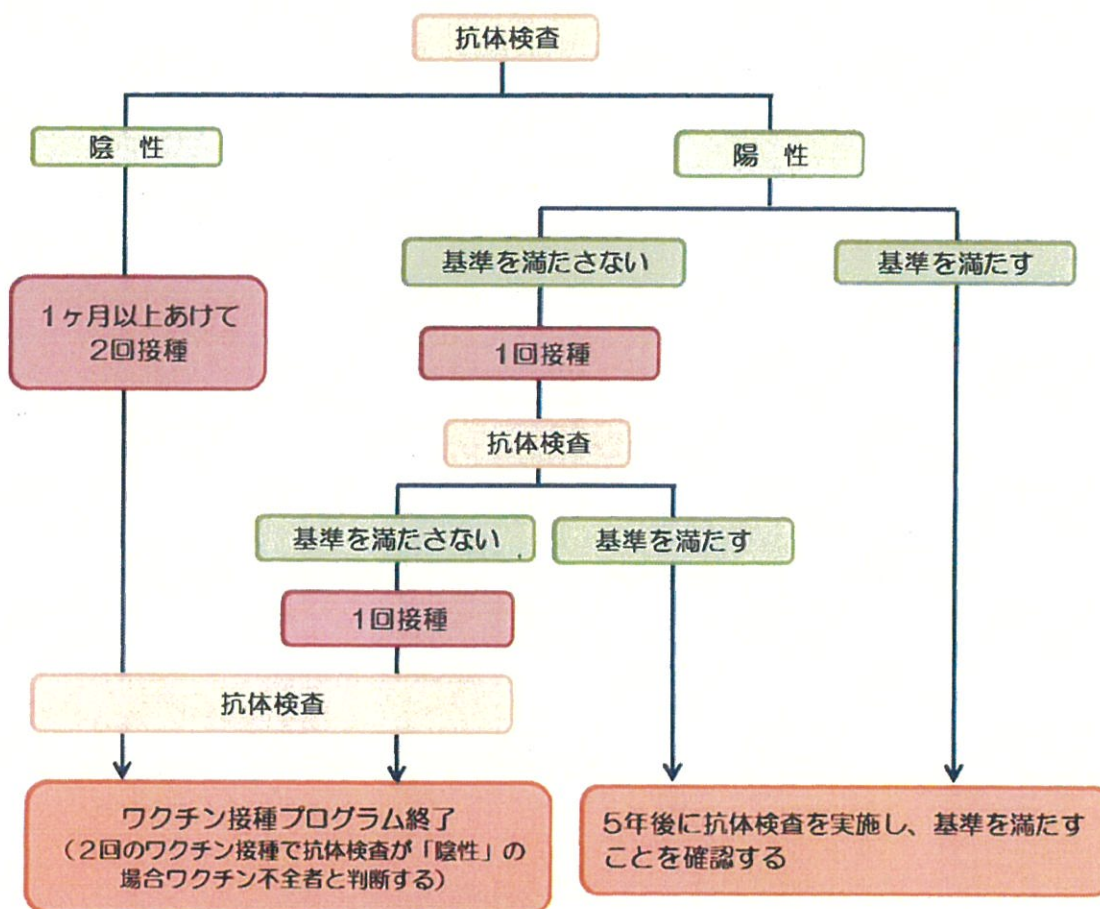 抗体検査
陰 性
陽 性
基準を満たさない
基準を満たす
1ヶ月以上あけて
2回接種
1回接種
抗体検査
基準を満たさない
基準を満たす
1回接種
抗体検査
ワクチン接種プログラム終了
（2回のワクチン接種で抗体検査が「陰性」の
場合ワクチン不全者と判断する）
5年後に抗体検査を実施し、基準を満たす
ことを確認する